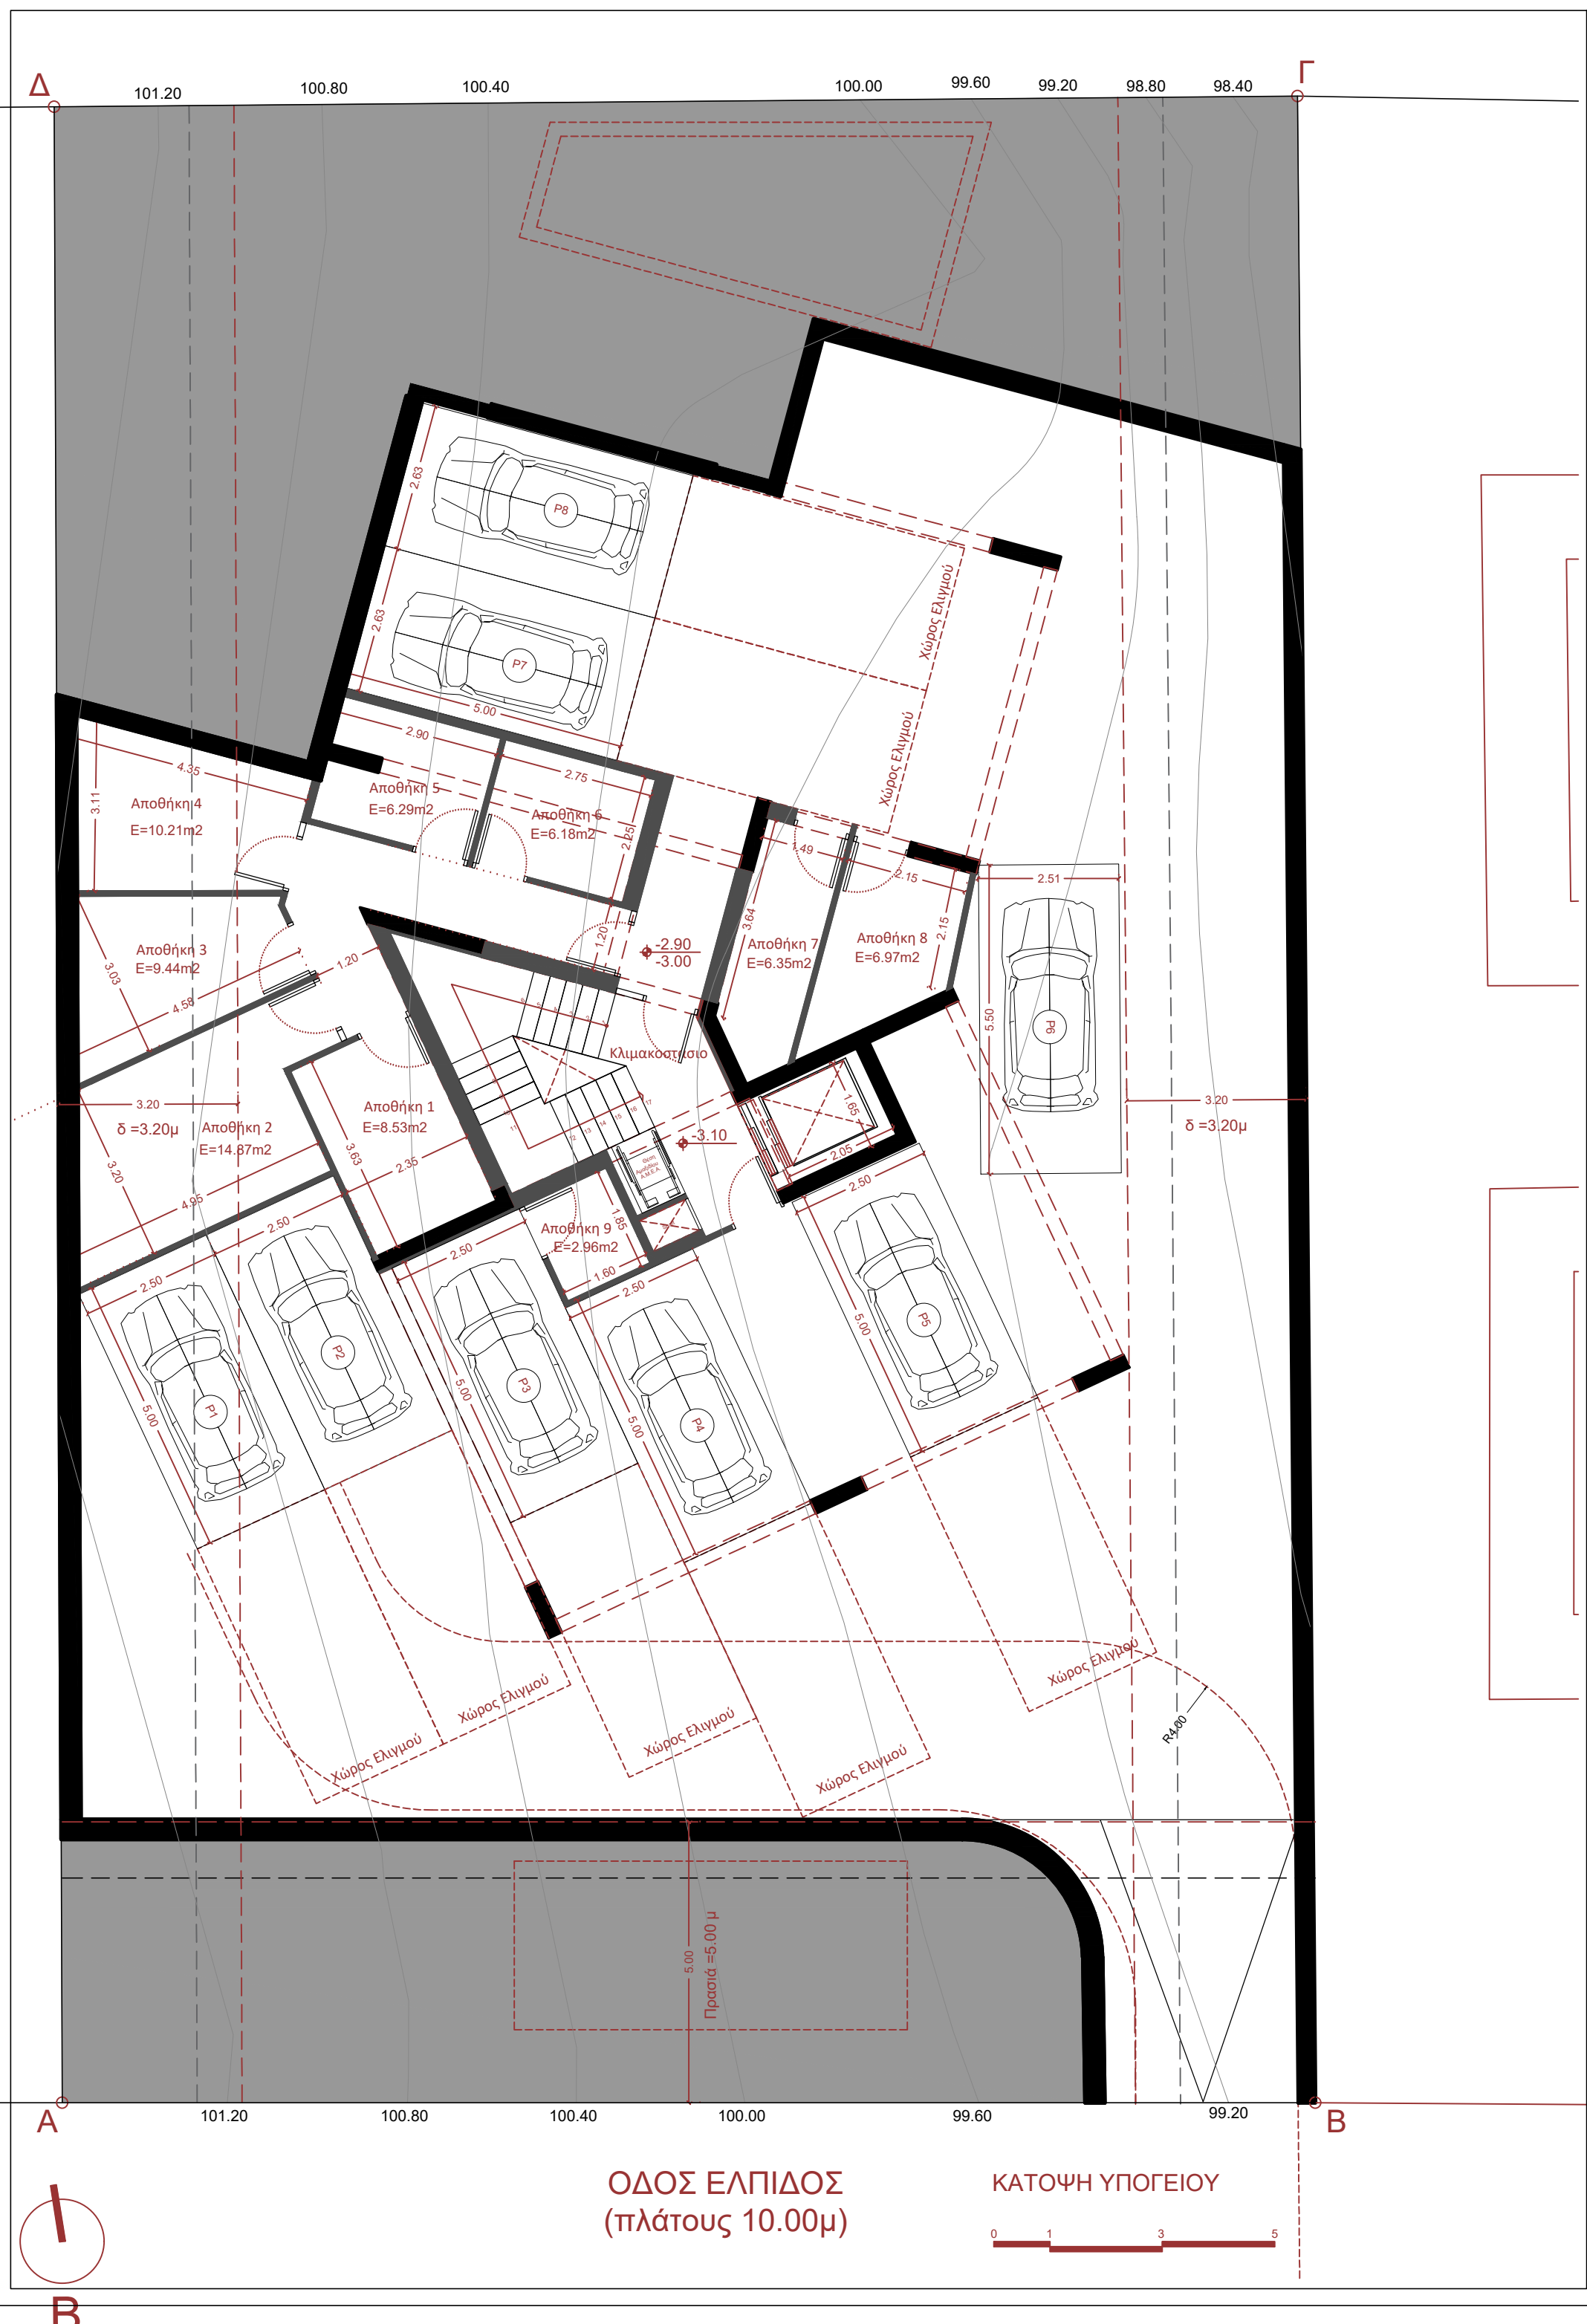 Δ
Γ
101.20
100.80
100.40
100.00
99.60
99.20
98.80
98.40
2.63
P8
2.63
P7
5.00
Χώρος Ελιγμού
Χώρος Ελιγμού
2.90
2.75
4.35
3.11
Αποθήκη 4
E=10.21m2
Αποθήκη 5
E=6.29m2
Αποθήκη 6
E=6.18m2
2.25
1.49
2.15
2.51
3.64
2.15
Αποθήκη 7
E=6.35m2
Αποθήκη 8
E=6.97m2
1.20
-2.90
-3.00
Αποθήκη 3
E=9.44m2
3.03
4.58
1.20
5.50
P6
Κλιμακοστάσιο
3.20
δ =3.20μ
Αποθήκη 2
E=14.87m2
Αποθήκη 1
E=8.53m2
3.63
2.35
3.20
4.95
11
12
13
14
15
16
17
-3.10
Θέση
Αμαξιδίου
Α.Μ.Ε.Α.
1.65
2.05
3.20
δ =3.20μ
2.50
2.50
2.50
2.50
2.50
Αποθήκη 9
E=2.96m2
1.85
1.60
5.00
P1
P2
5.00
P3
5.00
P4
5.00
P5
Χώρος Ελιγμού
Χώρος Ελιγμού
Χώρος Ελιγμού
Χώρος Ελιγμού
Χώρος Ελιγμού
R4.00
5.00
Πρασιά =5.00 μ
A
B
101.20
100.80
100.40
100.00
99.60
99.20
ΟΔΟΣ ΕΛΠΙΔΟΣ
(πλάτους 10.00μ)
ΚΑΤΟΨΗ ΥΠΟΓΕΙΟΥ
0 1 3 5
Β